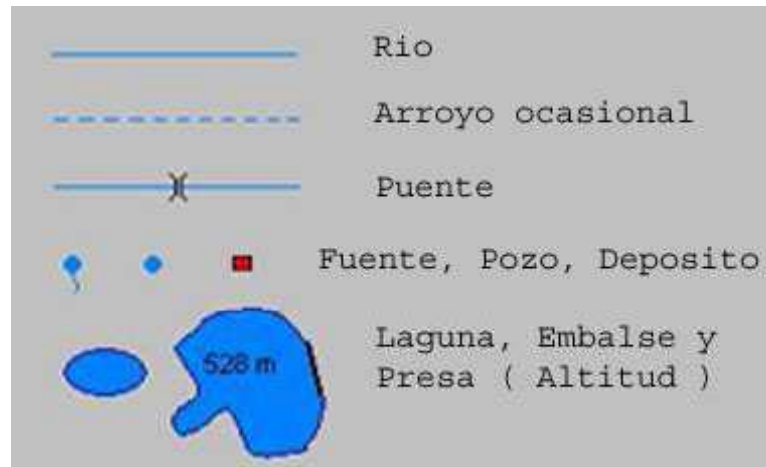 Rio
Arroyo ocasional
Puente
Fuente, Pozo, Deposito
528 m
Laguna, Embalse y
Presa ( Altitud )